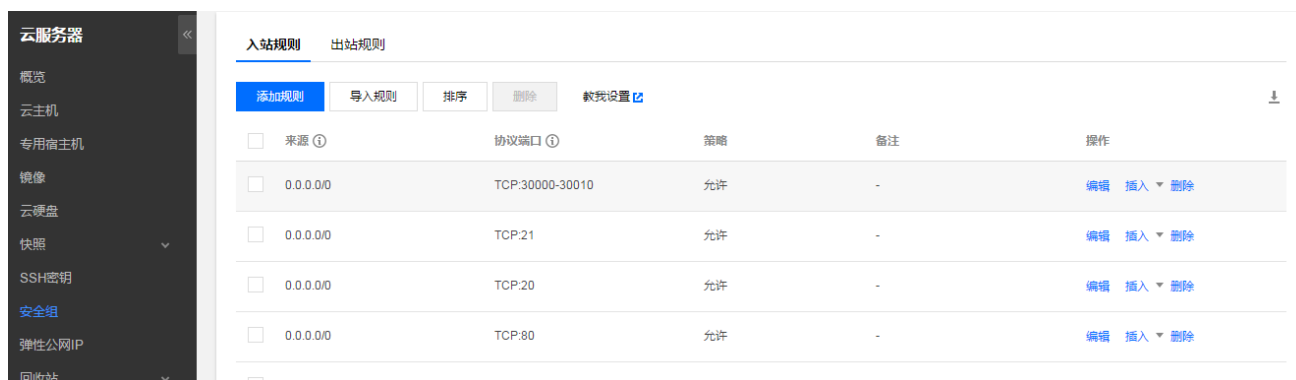 云服务器
概览
云主机
专用宿主机
镜像
云硬盘
快照
SSH密钥
安全组
弹性公网IP
回收站
入站规则 出站规则
添加规则 导入规则 排序 删除 教我设置
来源 协议端口 策略 备注 操作
0.0.0.0/0 TCP:30000-30010 允许 - 编辑 插入 删除
0.0.0.0/0 TCP:21 允许 - 编辑 插入 删除
0.0.0.0/0 TCP:20 允许 - 编辑 插入 删除
0.0.0.0/0 TCP:80 允许 - 编辑 插入 删除